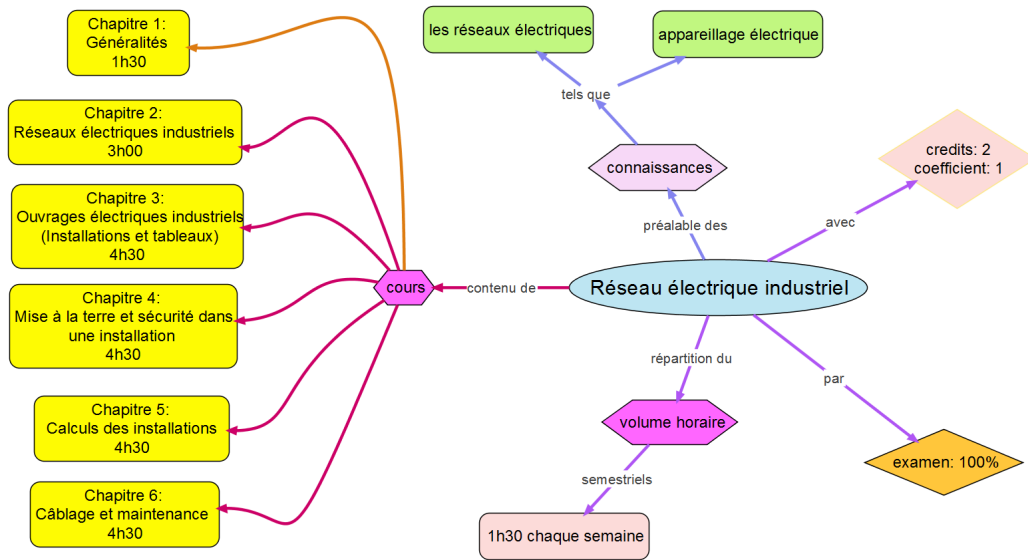 Chapitre 1:
Généralités
1h30
Chapitre 2:
Réseaux électriques industriels
3h00
Chapitre 3:
Ouvrages électriques industriels
(Installations et tableaux)
4h30
Chapitre 4:
Mise à la terre et sécurité dans
une installation
4h30
Chapitre 5:
Calculs des installations
4h30
Chapitre 6:
Câblage et maintenance
4h30
cours
contenu de
les réseaux électriques
appareillage électrique
tels que
connaissances
préalable des
credits: 2
coefficient: 1
avec
Réseau électrique industriel
répartition du
par
volume horaire
examen: 100%
semestriels
1h30 chaque semaine